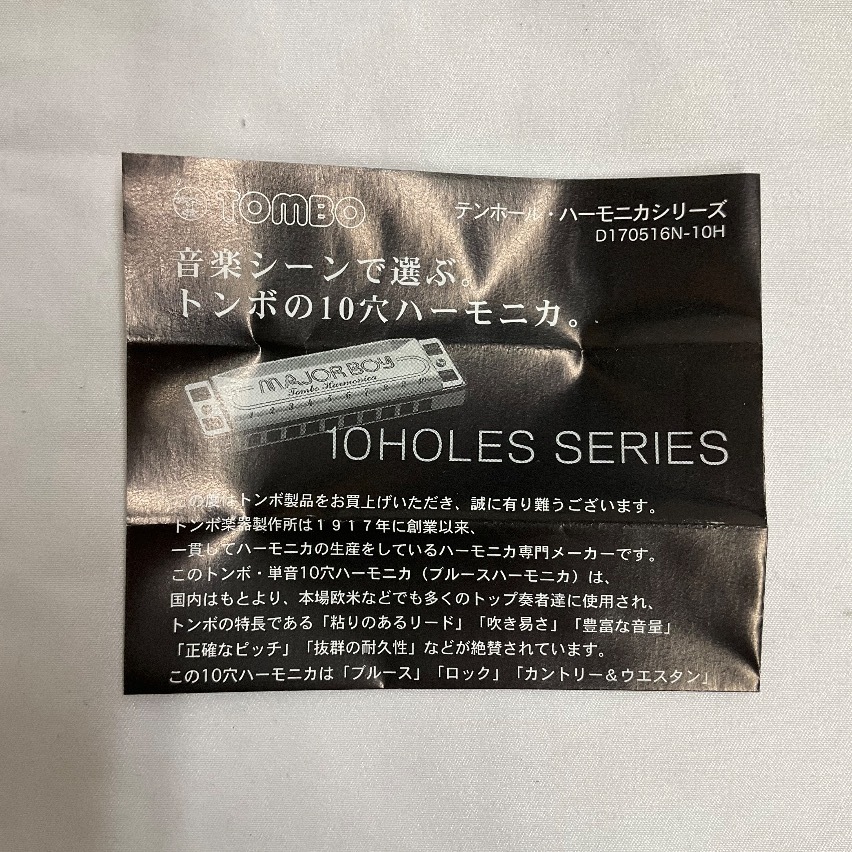 TOMBO
テンホール・ハーモニカシリーズ
D170516N-10H
音楽シーンで選ぶ。
トンボの10穴ハーモニカ。
MAJOR BOY
Tombo Harmonica
1 2 3 4 5 6 7 8 9 10
10HOLES SERIES
この度はトンボ製品をお買上げいただき、誠に有り難うございます。
トンボ楽器製作所は1917年に創業以来、
一貫してハーモニカの生産をしているハーモニカ専門メーカーです。
このトンボ・単音10穴ハーモニカ（ブルースハーモニカ）は、
国内はもとより、本場欧米などでも多くのトップ奏者達に使用され、
トンボの特長である「粘りのあるリード」「吹き易さ」「豊富な音量」
「正確なピッチ」「抜群の耐久性」などが絶賛されています。
この10穴ハーモニカは「ブルース」「ロック」「カントリー＆ウエスタン」